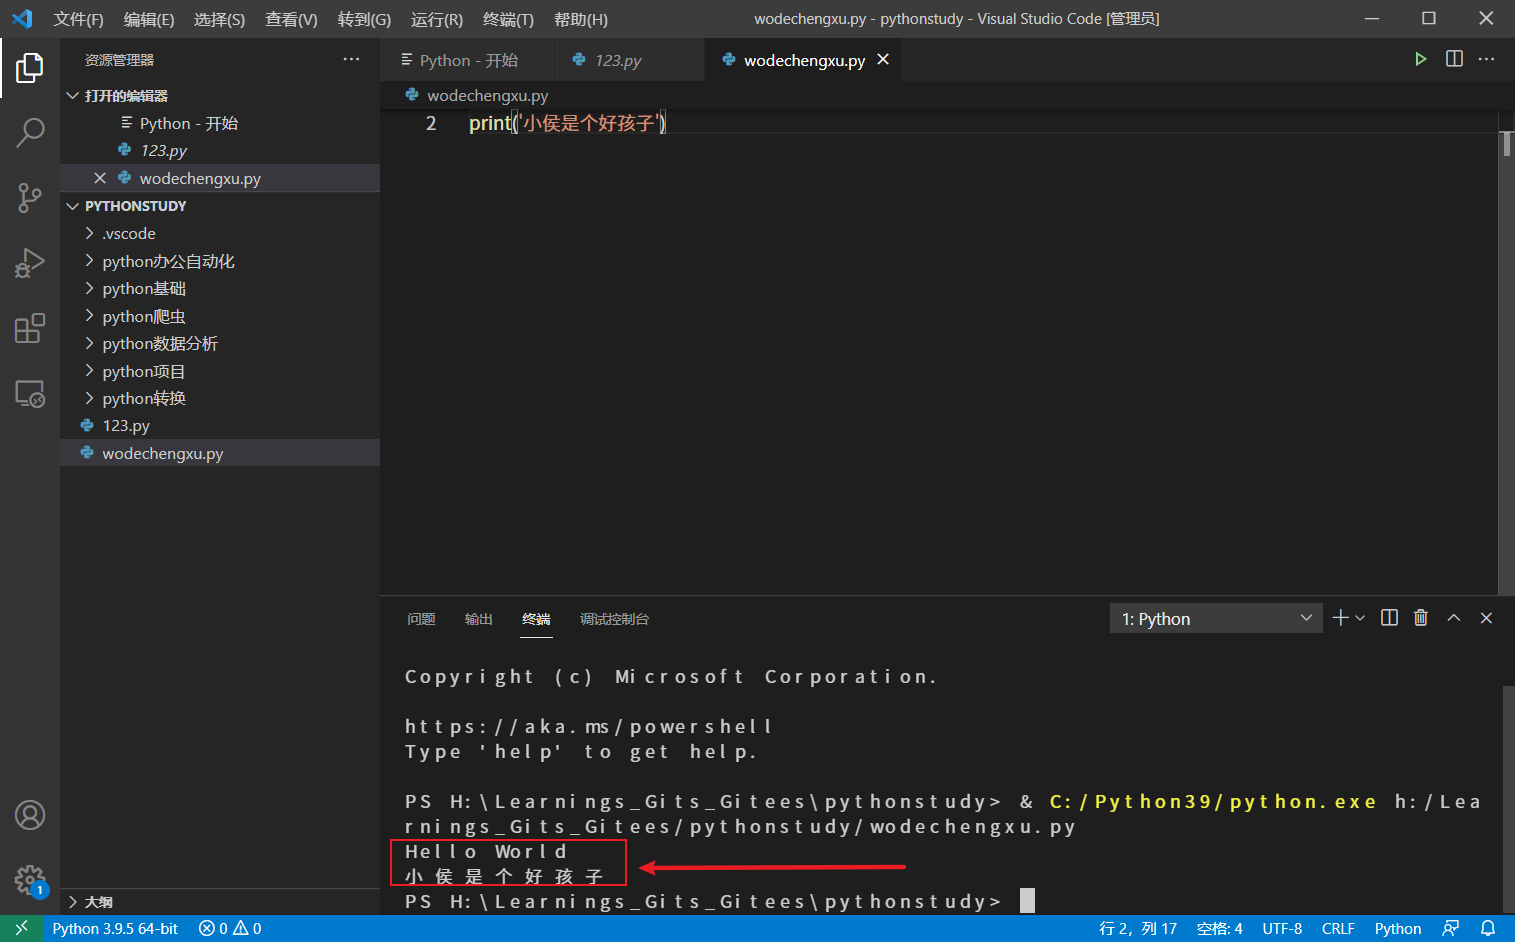 文件(F) 编辑(E) 选择(S) 查看(V) 转到(G) 运行(R) 终端(T) 帮助(H) wodechengxu.py - pythonstudy - Visual Studio Code [管理员]
资源管理器
打开的编辑器
Python - 开始
123.py
wodechengxu.py
PYTHONSTUDY
.vscode
python办公自动化
python基础
python爬虫
python数据分析
python项目
python转换
123.py
wodechengxu.py
大纲
Python - 开始 123.py wodechengxu.py
wodechengxu.py
2 print('小侯是个好孩子')
问题 输出 终端 调试控制台 1: Python
Copyright (c) Microsoft Corporation.
https://aka.ms/powershell
Type 'help' to get help.
PS H:\Learnings_Gits_Gitees\pythonstudy> & C:/Python39/python.exe h:/Lea
rnings_Gits_Gitees/pythonstudy/wodechengxu.py
Hello World
小侯是个好孩子
PS H:\Learnings_Gits_Gitees\pythonstudy>
1
Python 3.9.5 64-bit 0 0 行 2, 列 17 空格: 4 UTF-8 CRLF Python